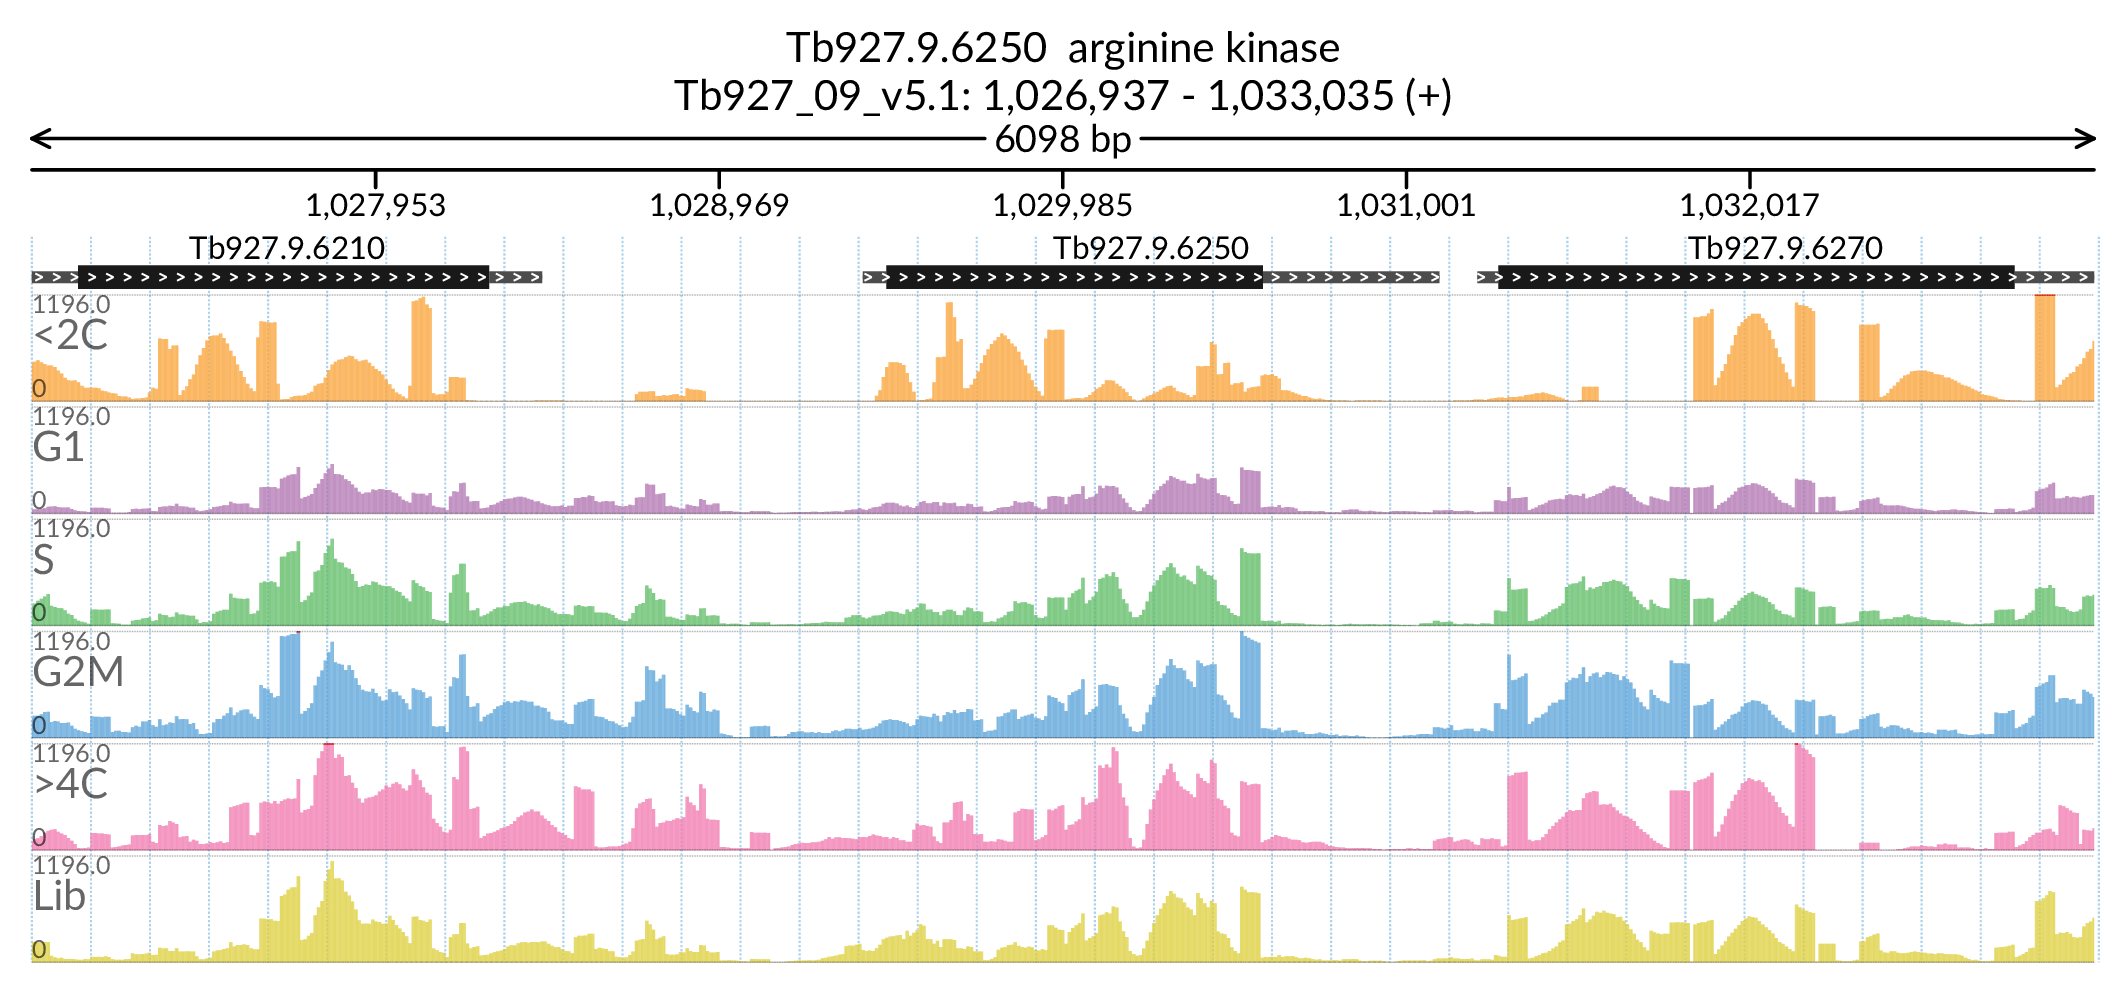 Tb927.9.6250  arginine kinase
Tb927_09_v5.1: 1,026,937 - 1,033,035 (+)
6098 bp
1,027,953 1,028,969 1,029,985 1,031,001 1,032,017
Tb927.9.6210 Tb927.9.6250 Tb927.9.6270
1196.0
<2C
0
1196.0
G1
0
1196.0
S
0
1196.0
G2M
0
1196.0
>4C
0
1196.0
Lib
0